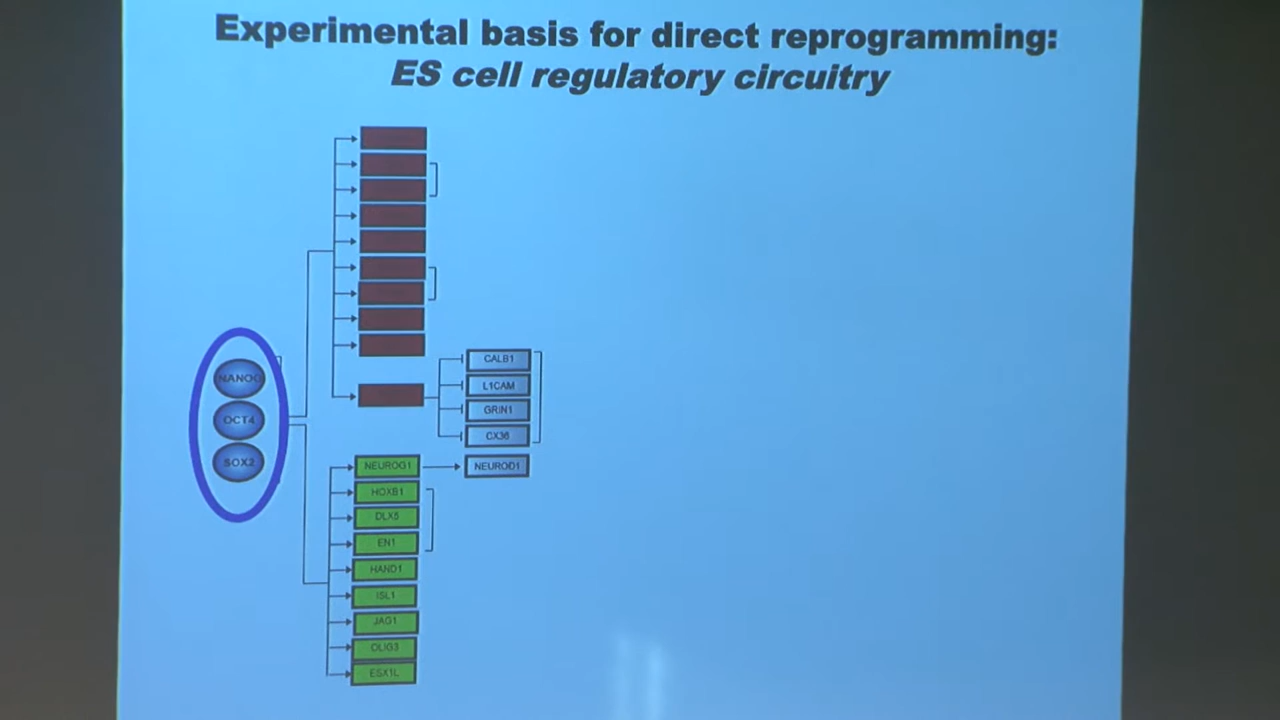 Experimental basis for direct reprogramming:
ES cell regulatory circuitry
CALB1
L1CAM
GRIN1
CX36
NANOG
OCT4
SOX2
NEUROG1
NEUROD1
HOXB1
DLX5
EN1
HAND1
ISL1
JAG1
OLIG3
ESX1L